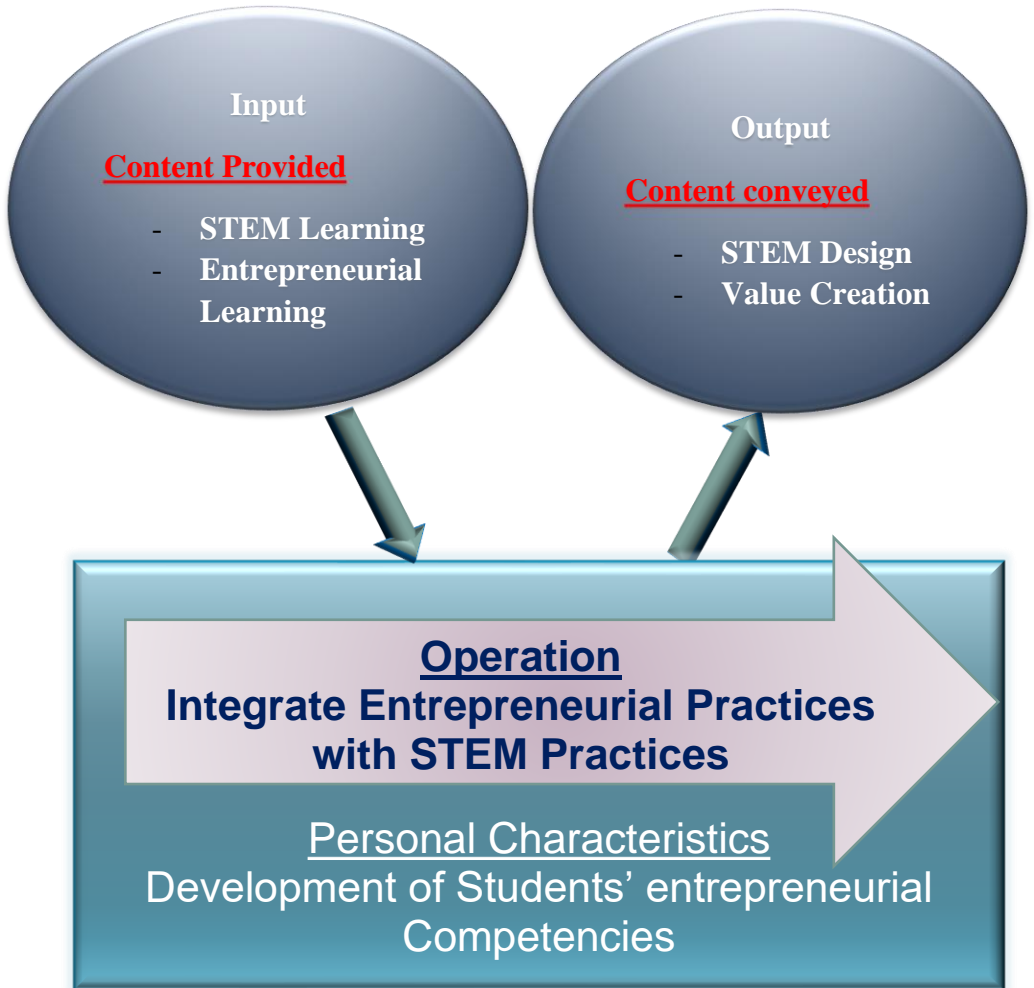 Input
Content Provided
- STEM Learning
- Entrepreneurial
Learning
Output
Content conveyed
- STEM Design
- Value Creation
Operation
Integrate Entrepreneurial Practices
with STEM Practices
Personal Characteristics
Development of Students’ entrepreneurial
Competencies